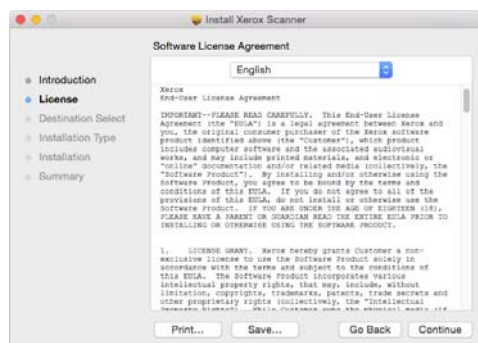 Install Xerox Scanner
Software License Agreement
Introduction
License
Destination Select
Installation Type
Installation
Summary
English
Xerox
End-User License Agreement
IMPORTANT--PLEASE READ CAREFULLY. This End-User License
Agreement (the "EULA") is a legal agreement between Xerox and
you, the original consumer purchaser of the Xerox software
product identified above (the "Customer"), which product
includes computer software and the associated audiovisual
works, and may include printed materials, and electronic or
"online" documentation and/or related media (collectively, the
"Software Product"). By installing and/or otherwise using the
Software Product, you agree to be bound by the terms and
conditions of this EULA. If you do not agree to all of the
provisions of this EULA, do not install or otherwise use the
Software Product. IF YOU ARE UNDER THE AGE OF EIGHTEEN (18),
PLEASE HAVE A PARENT OR GUARDIAN READ THE ENTIRE EULA PRIOR TO
INSTALLING OR OTHERWISE USING THE SOFTWARE PRODUCT.
1. LICENSE GRANT. Xerox hereby grants Customer a non-
exclusive license to use the Software Product solely in
accordance with the terms and subject to the conditions of
this EULA. The Software Product incorporates various
intellectual property rights, that may, include, without
limitation, copyrights, trademarks, patents, trade secrets and
other proprietary rights (collectively, the "Intellectual
Property Rights"). While Customer owns the physical media (if
Print...
Save...
Go Back
Continue